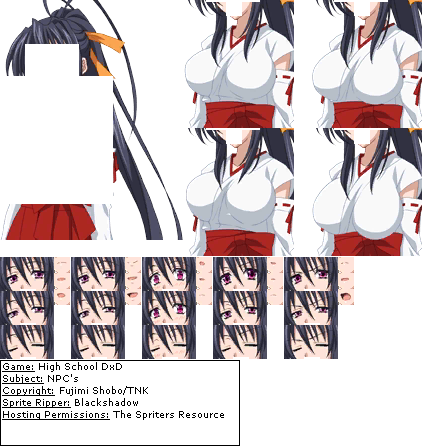 Game: High School DxD
Subject: NPC's
Copyright: Fujimi Shobo/TNK
Sprite Ripper: Blackshadow
Hosting Permissions: The Spriters Resource